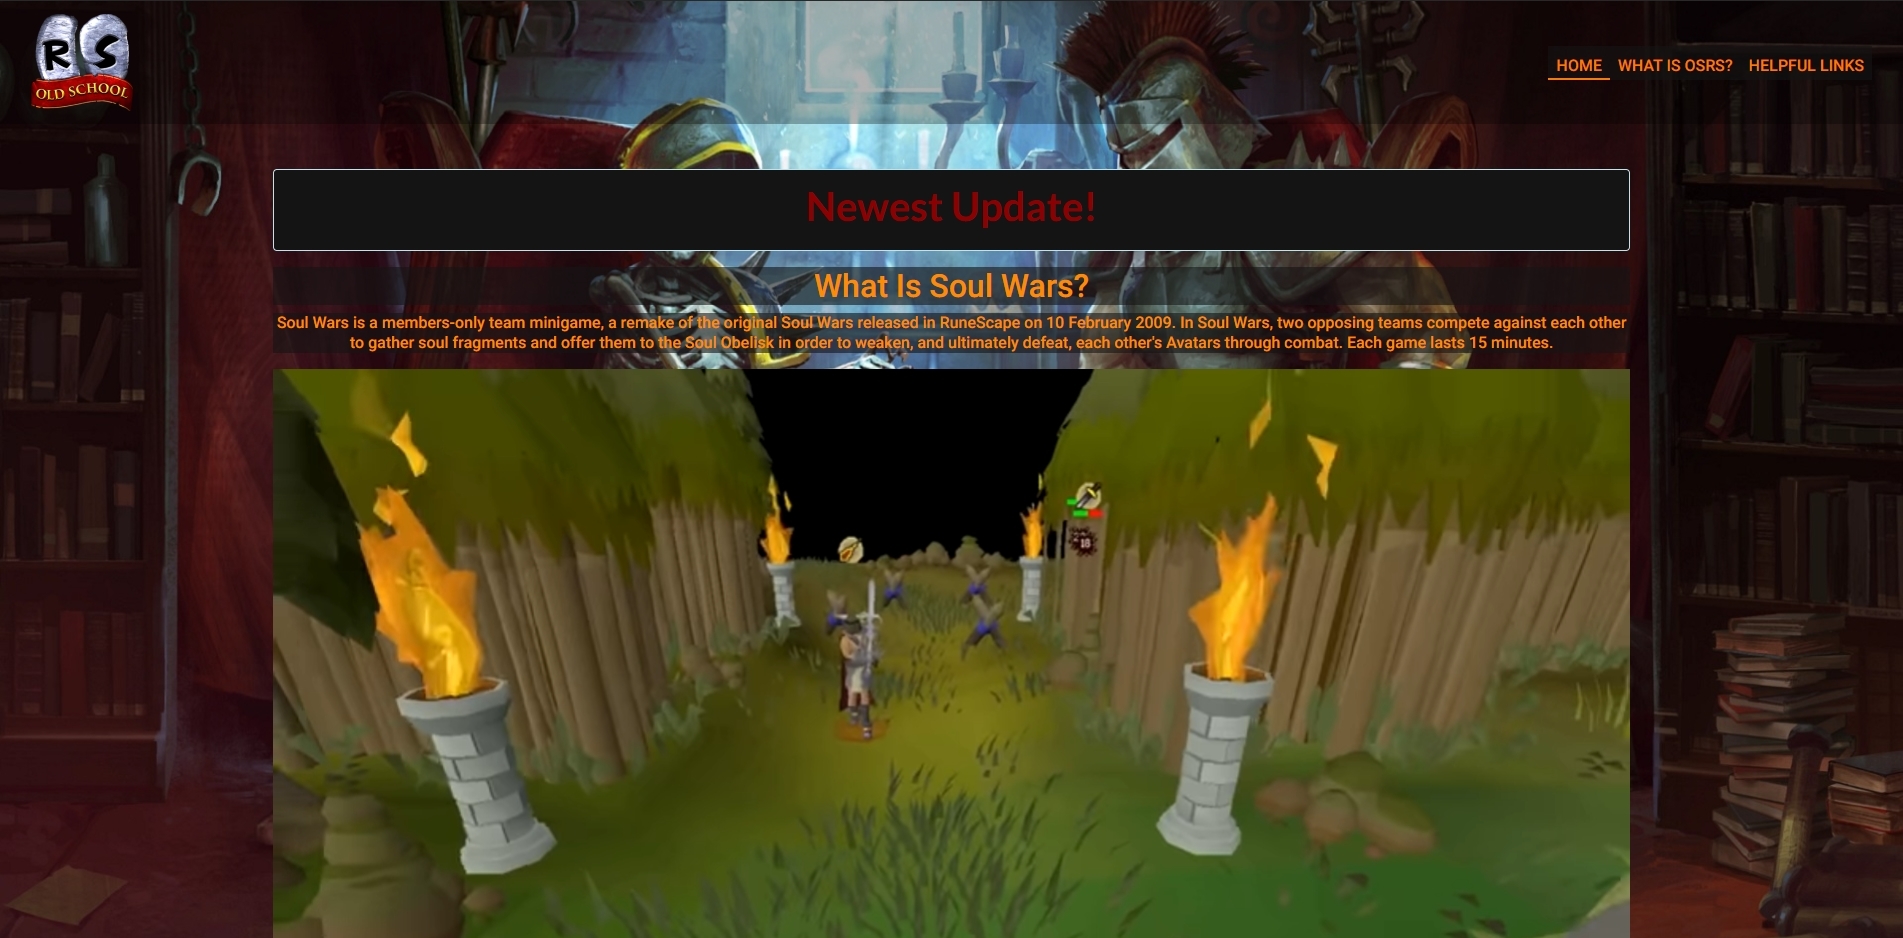 RS
OLD SCHOOL
HOME WHAT IS OSRS? HELPFUL LINKS
Newest Update!
What Is Soul Wars?
Soul Wars is a members-only team minigame, a remake of the original Soul Wars released in RuneScape on 10 February 2009. In Soul Wars, two opposing teams compete against each other
to gather soul fragments and offer them to the Soul Obelisk in order to weaken, and ultimately defeat, each other's Avatars through combat. Each game lasts 15 minutes.